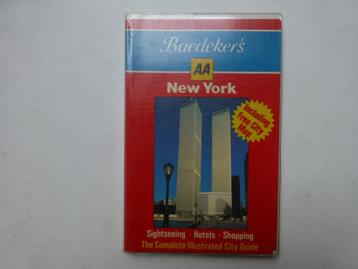 Baedeker's
AA
New York
Including
Free City
Map
Sightseeing · Hotels · Shopping
The Complete Illustrated City Guide